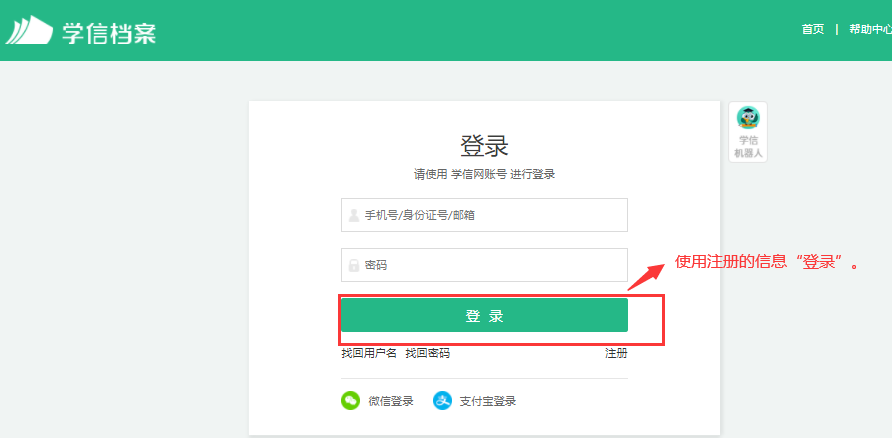 学信档案
首页 | 帮助中心
登录
请使用 学信网账号 进行登录
学信
机器人
手机号/身份证号/邮箱
密码
使用注册的信息“登录”。
登 录
找回用户名 找回密码 注册
微信登录 支付宝登录